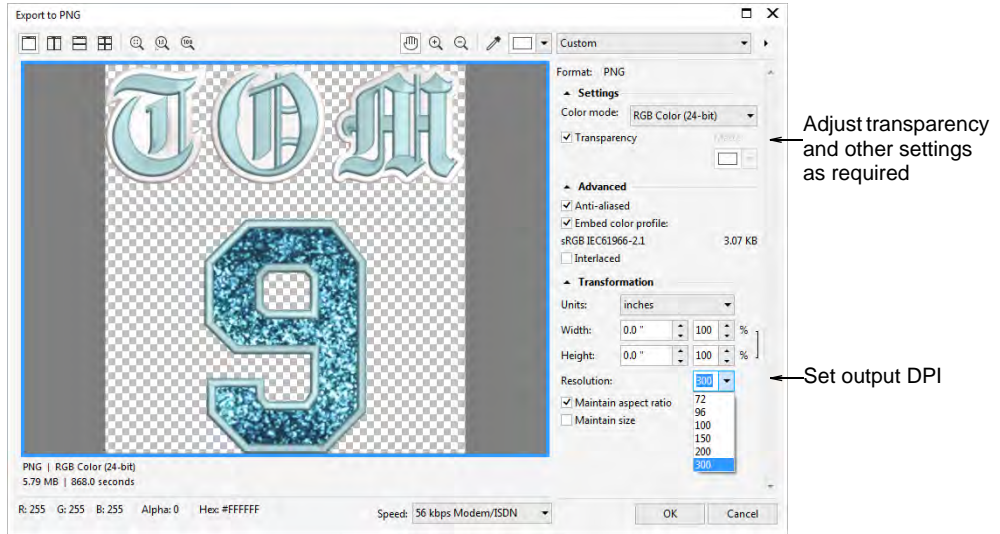 Export to PNG
Custom
TOM
9
Format: PNG
Settings
Color mode: RGB Color (24-bit)
Transparency
Advanced
Anti-aliased
Embed color profile:
sRGB IEC61966-2.1 3.07 KB
Interlaced
Transformation
Units: inches
Width: 0.0 " 100 %
Height: 0.0 " 100 %
Resolution: 300
Maintain aspect ratio
Maintain size
72
96
100
150
200
300
PNG | RGB Color (24-bit)
5.79 MB | 868.0 seconds
R: 255 G: 255 B: 255 Alpha: 0 Hex: #FFFFFF
Speed: 56 kbps Modem/ISDN
OK Cancel
Adjust transparency
and other settings
as required
Set output DPI